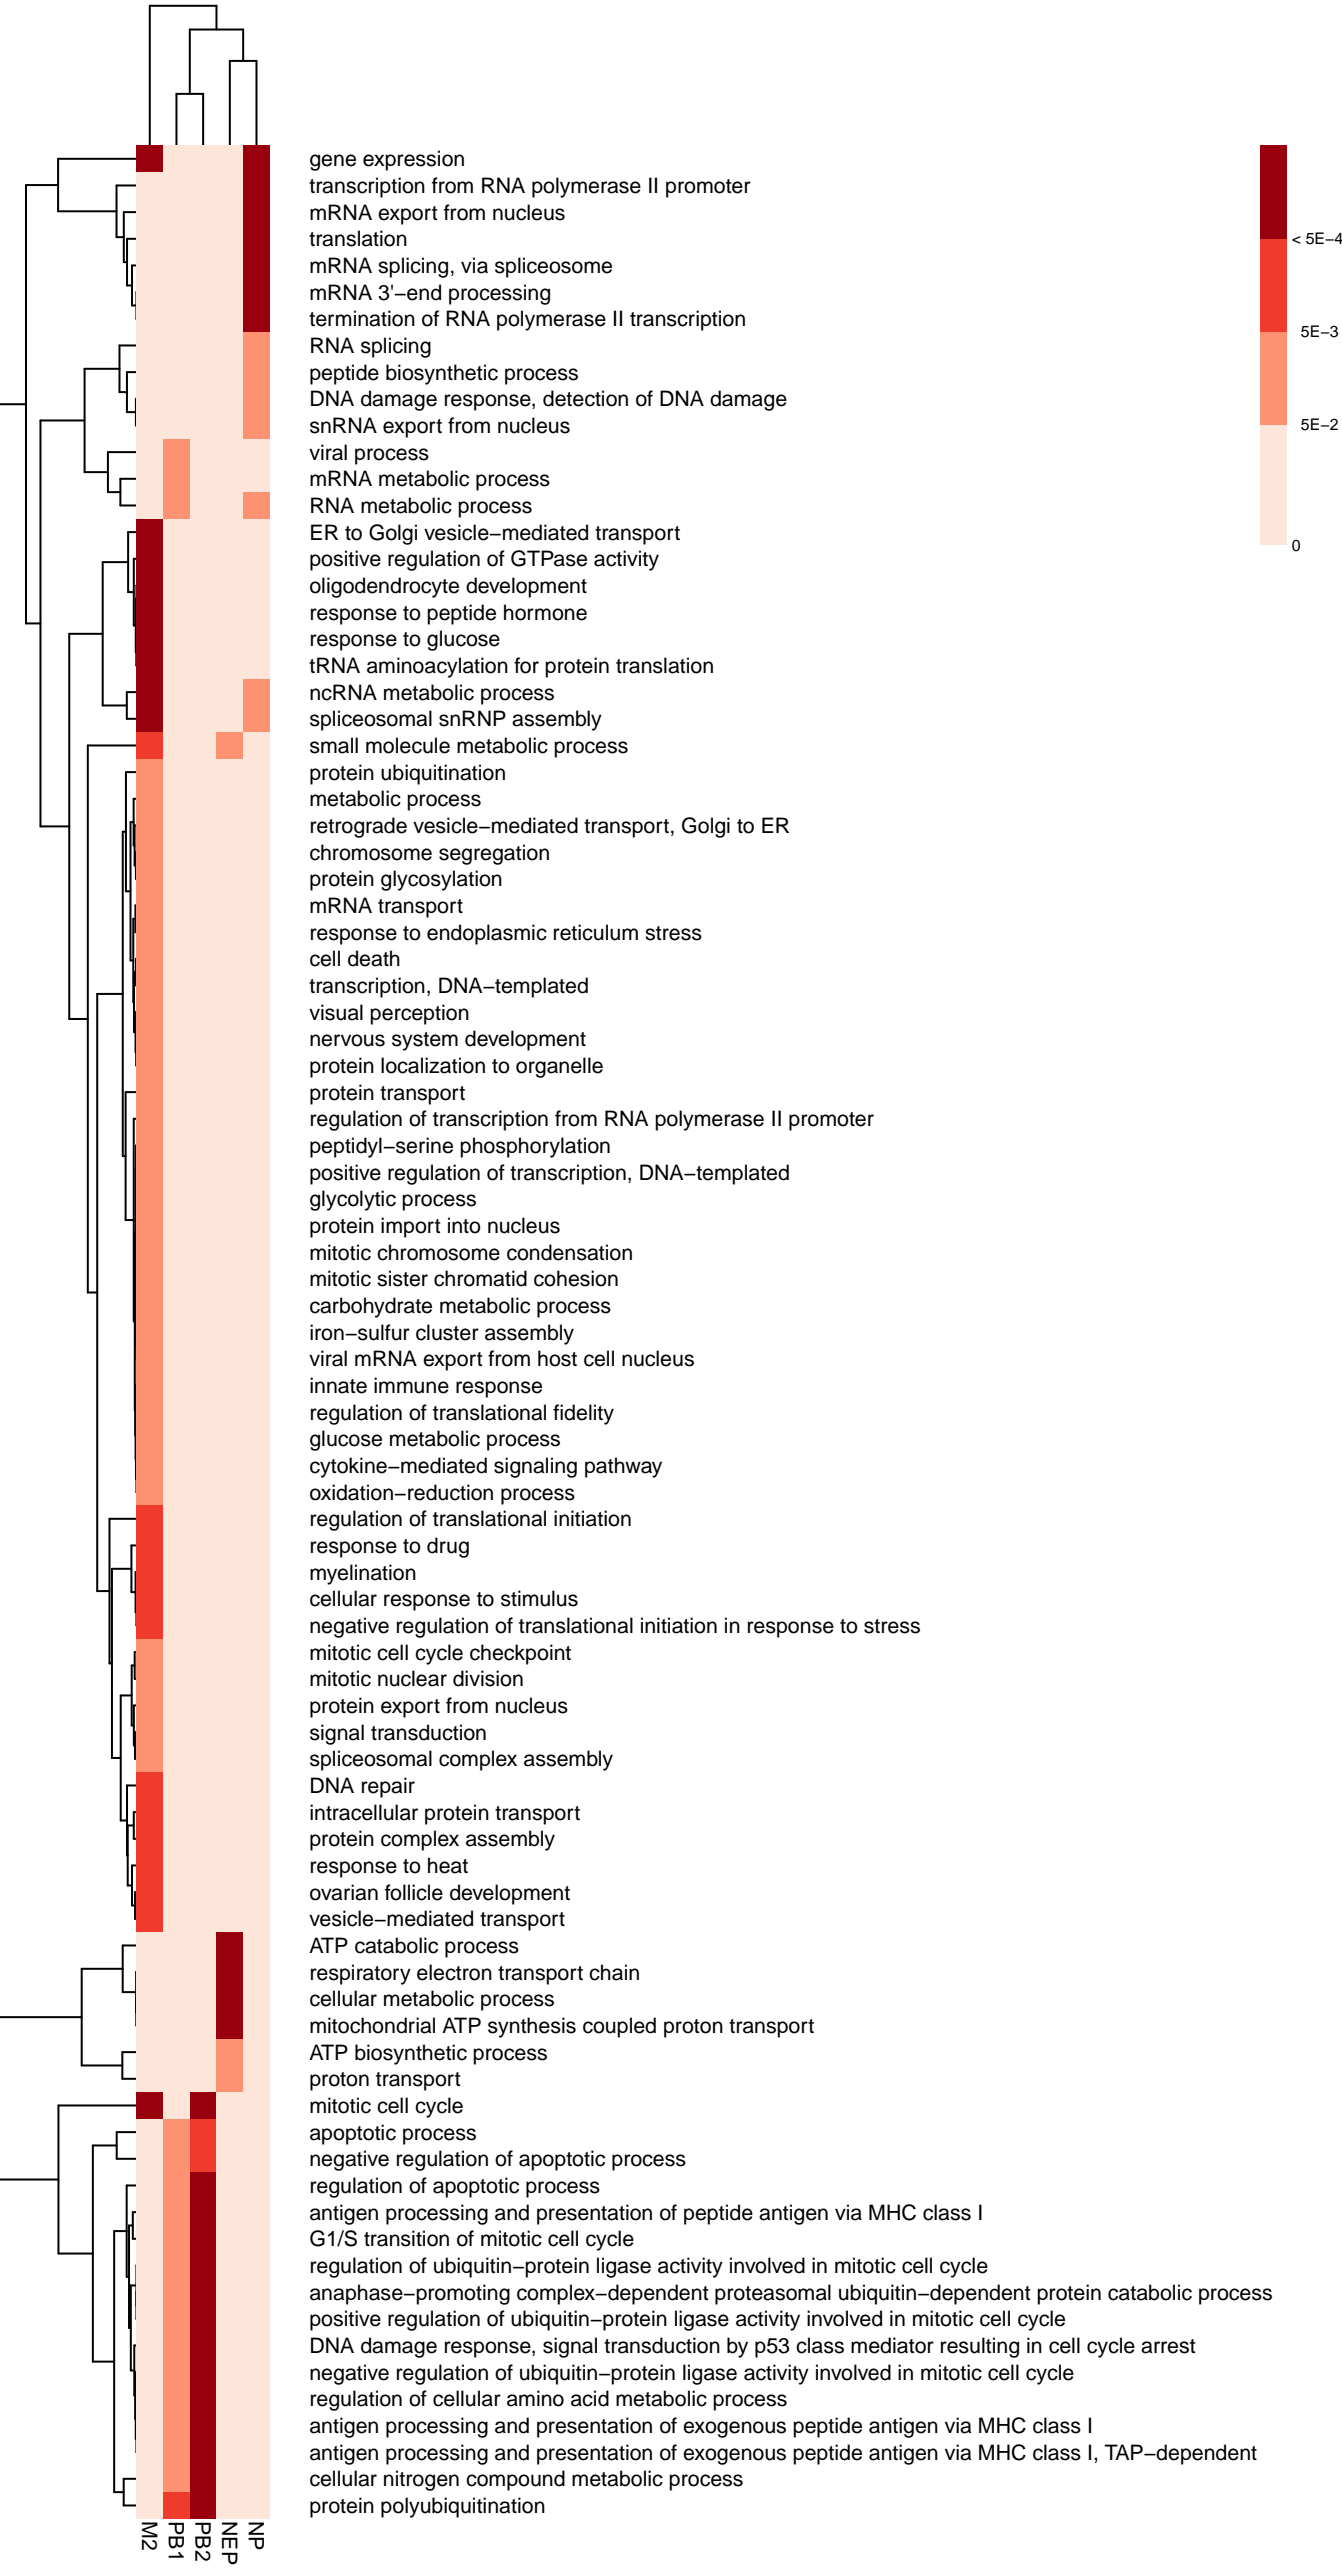 gene expression
transcription from RNA polymerase II promoter
mRNA export from nucleus
translation
mRNA splicing, via spliceosome
mRNA 3'−end processing
termination of RNA polymerase II transcription
RNA splicing
peptide biosynthetic process
DNA damage response, detection of DNA damage
snRNA export from nucleus
viral process
mRNA metabolic process
RNA metabolic process
ER to Golgi vesicle−mediated transport
positive regulation of GTPase activity
oligodendrocyte development
response to peptide hormone
response to glucose
tRNA aminoacylation for protein translation
ncRNA metabolic process
spliceosomal snRNP assembly
small molecule metabolic process
protein ubiquitination
metabolic process
retrograde vesicle−mediated transport, Golgi to ER
chromosome segregation
protein glycosylation
mRNA transport
response to endoplasmic reticulum stress
cell death
transcription, DNA−templated
visual perception
nervous system development
protein localization to organelle
protein transport
regulation of transcription from RNA polymerase II promoter
peptidyl−serine phosphorylation
positive regulation of transcription, DNA−templated
glycolytic process
protein import into nucleus
mitotic chromosome condensation
mitotic sister chromatid cohesion
carbohydrate metabolic process
iron−sulfur cluster assembly
viral mRNA export from host cell nucleus
innate immune response
regulation of translational fidelity
glucose metabolic process
cytokine−mediated signaling pathway
oxidation−reduction process
regulation of translational initiation
response to drug
myelination
cellular response to stimulus
negative regulation of translational initiation in response to stress
mitotic cell cycle checkpoint
mitotic nuclear division
protein export from nucleus
signal transduction
spliceosomal complex assembly
DNA repair
intracellular protein transport
protein complex assembly
response to heat
ovarian follicle development
vesicle−mediated transport
ATP catabolic process
respiratory electron transport chain
cellular metabolic process
mitochondrial ATP synthesis coupled proton transport
ATP biosynthetic process
proton transport
mitotic cell cycle
apoptotic process
negative regulation of apoptotic process
regulation of apoptotic process
antigen processing and presentation of peptide antigen via MHC class I
G1/S transition of mitotic cell cycle
regulation of ubiquitin−protein ligase activity involved in mitotic cell cycle
anaphase−promoting complex−dependent proteasomal ubiquitin−dependent protein catabolic process
positive regulation of ubiquitin−protein ligase activity involved in mitotic cell cycle
DNA damage response, signal transduction by p53 class mediator resulting in cell cycle arrest
negative regulation of ubiquitin−protein ligase activity involved in mitotic cell cycle
regulation of cellular amino acid metabolic process
antigen processing and presentation of exogenous peptide antigen via MHC class I
antigen processing and presentation of exogenous peptide antigen via MHC class I, TAP−dependent
cellular nitrogen compound metabolic process
protein polyubiquitination
M2
PB1
PB2
NEP
NP
< 5E−4
5E−3
5E−2
0